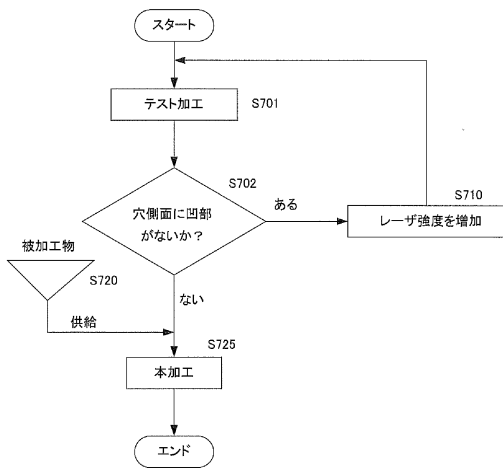 スタート
テスト加工
S701
S702
穴側面に凹部
がないか?
ある
S710
レーザ強度を増加
被加工物
S720
ない
供給
S725
本加工
エンド